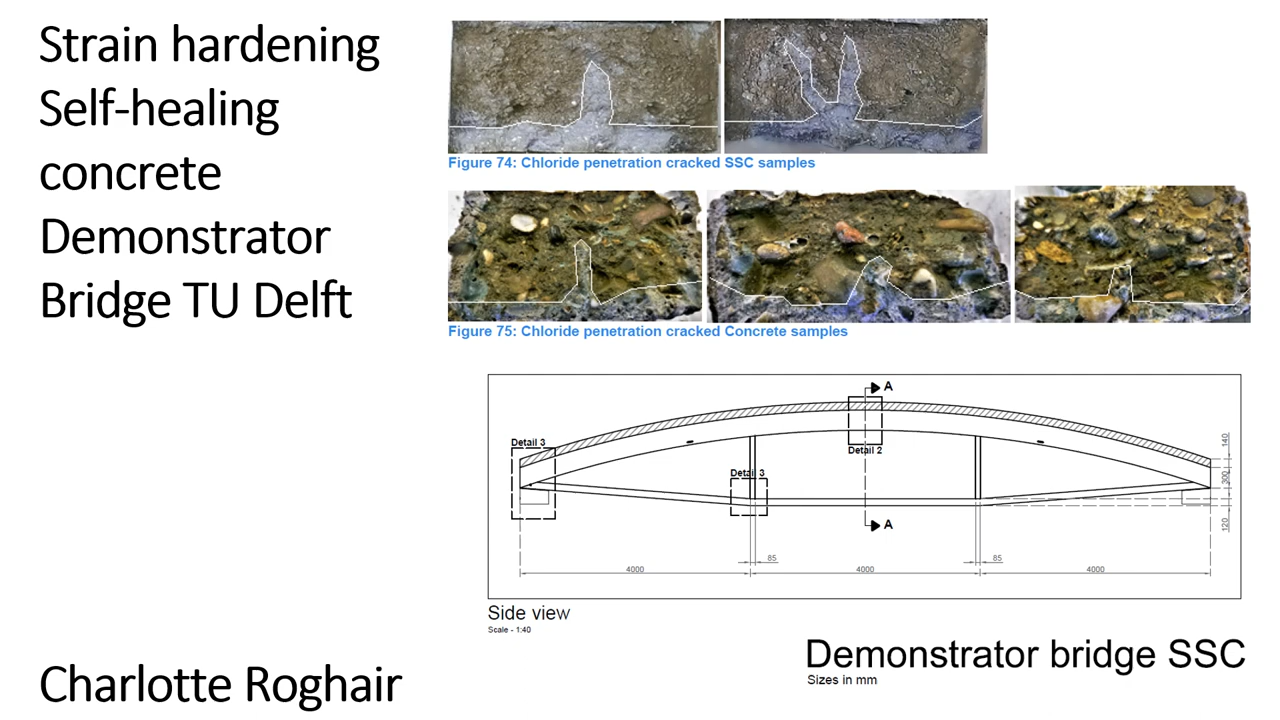 Strain hardening
Self-healing
concrete
Demonstrator
Bridge TU Delft
Charlotte Roghair
Figure 74: Chloride penetration cracked SSC samples
Figure 75: Chloride penetration cracked Concrete samples
A
Detail 3
Detail 2
Detail 3
A
140
300
120
85
85
4000
4000
4000
Side view
Scale - 1:40
Demonstrator bridge SSC
Sizes in mm